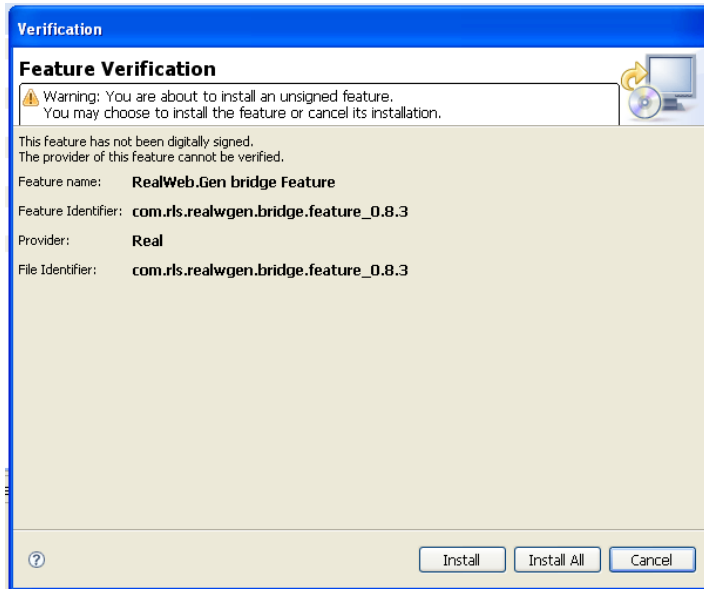 Verification
Feature Verification
Warning: You are about to install an unsigned feature.
You may choose to install the feature or cancel its installation.
This feature has not been digitally signed.
The provider of this feature cannot be verified.
Feature name: RealWeb.Gen bridge Feature
Feature Identifier: com.rls.realwgen.bridge.feature_0.8.3
Provider: Real
File Identifier: com.rls.realwgen.bridge.feature_0.8.3
? Install Install All Cancel